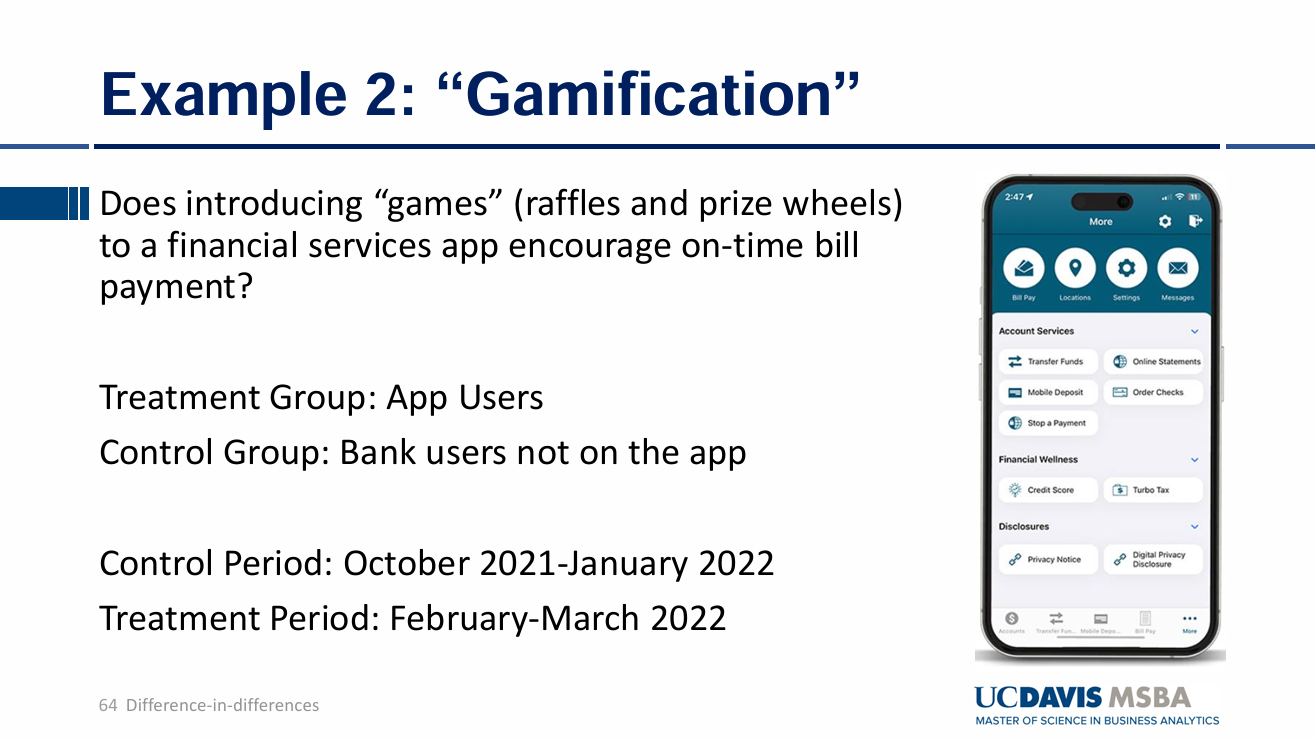 Example 2: “Gamification”
Does introducing “games” (raffles and prize wheels)
to a financial services app encourage on-time bill
payment?
Treatment Group: App Users
Control Group: Bank users not on the app
Control Period: October 2021-January 2022
Treatment Period: February-March 2022
2:47
More
Bill Pay Locations Settings Messages
Account Services
Transfer Funds Online Statements
Mobile Deposit Order Checks
Stop a Payment
Financial Wellness
Credit Score Turbo Tax
Disclosures
Privacy Notice Digital Privacy
Disclosure
Accounts Transfer Fun... Mobile Depo... Bill Pay More
64 Difference-in-differences
UCDAVIS MSBA
MASTER OF SCIENCE IN BUSINESS ANALYTICS